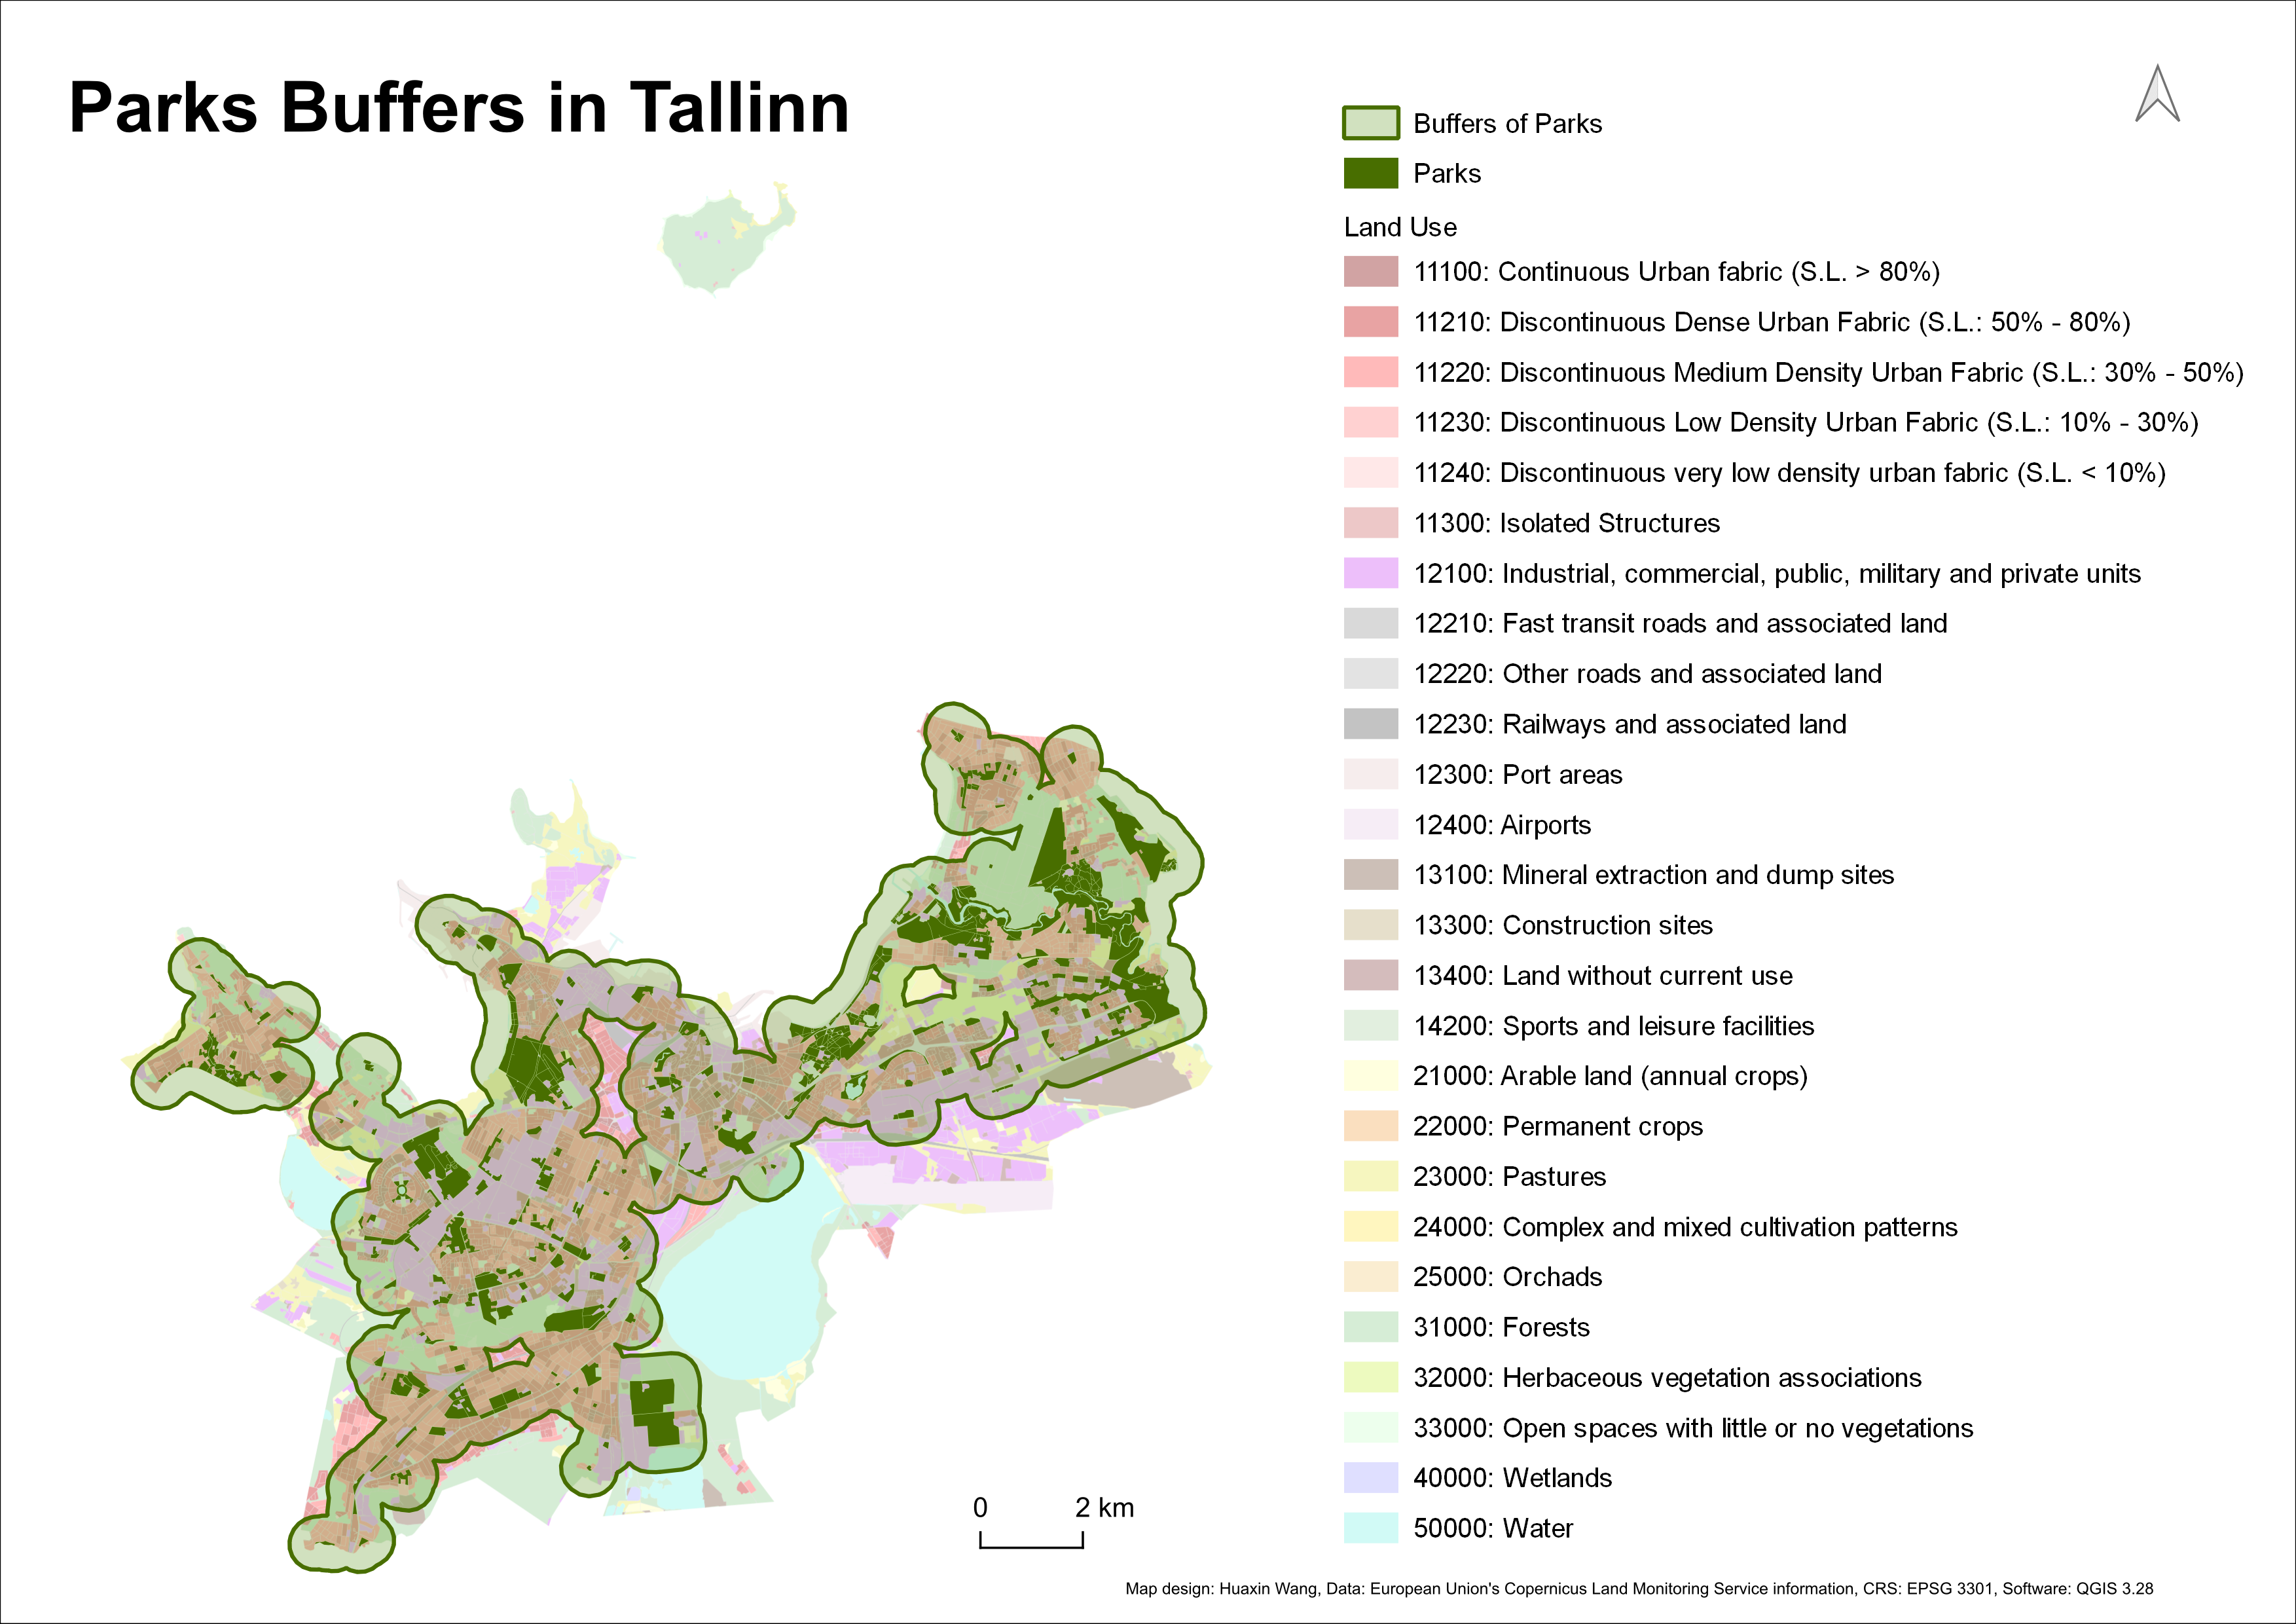 Parks Buffers in Tallinn
Buffers of Parks
Parks
Land Use
11100: Continuous Urban fabric (S.L. > 80%)
11210: Discontinuous Dense Urban Fabric (S.L.: 50% - 80%)
11220: Discontinuous Medium Density Urban Fabric (S.L.: 30% - 50%)
11230: Discontinuous Low Density Urban Fabric (S.L.: 10% - 30%)
11240: Discontinuous very low density urban fabric (S.L. < 10%)
11300: Isolated Structures
12100: Industrial, commercial, public, military and private units
12210: Fast transit roads and associated land
12220: Other roads and associated land
12230: Railways and associated land
12300: Port areas
12400: Airports
13100: Mineral extraction and dump sites
13300: Construction sites
13400: Land without current use
14200: Sports and leisure facilities
21000: Arable land (annual crops)
22000: Permanent crops
23000: Pastures
24000: Complex and mixed cultivation patterns
25000: Orchads
31000: Forests
32000: Herbaceous vegetation associations
33000: Open spaces with little or no vegetations
40000: Wetlands
50000: Water
0 2 km
Map design: Huaxin Wang, Data: European Union's Copernicus Land Monitoring Service information, CRS: EPSG 3301, Software: QGIS 3.28